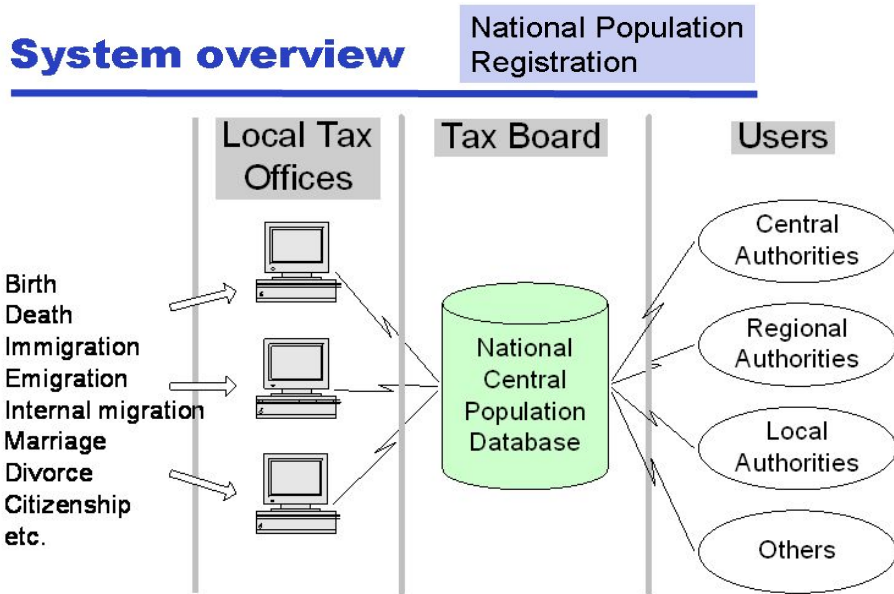 System overview
National Population
Registration
Local Tax
Offices
Tax Board
Users
Birth
Death
Immigration
Emigration
Internal migration
Marriage
Divorce
Citizenship
etc.
National
Central
Population
Database
Central
Authorities
Regional
Authorities
Local
Authorities
Others